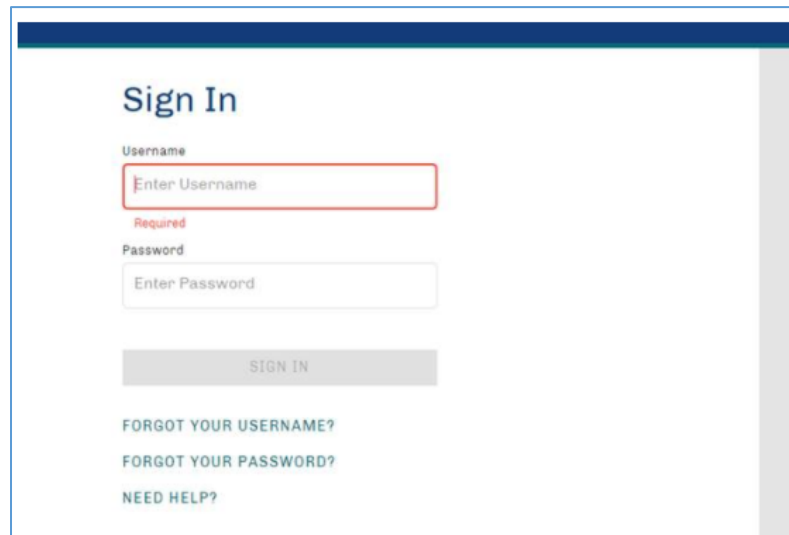 Sign In
Username
Enter Username
Required
Password
Enter Password
SIGN IN
FORGOT YOUR USERNAME?
FORGOT YOUR PASSWORD?
NEED HELP?